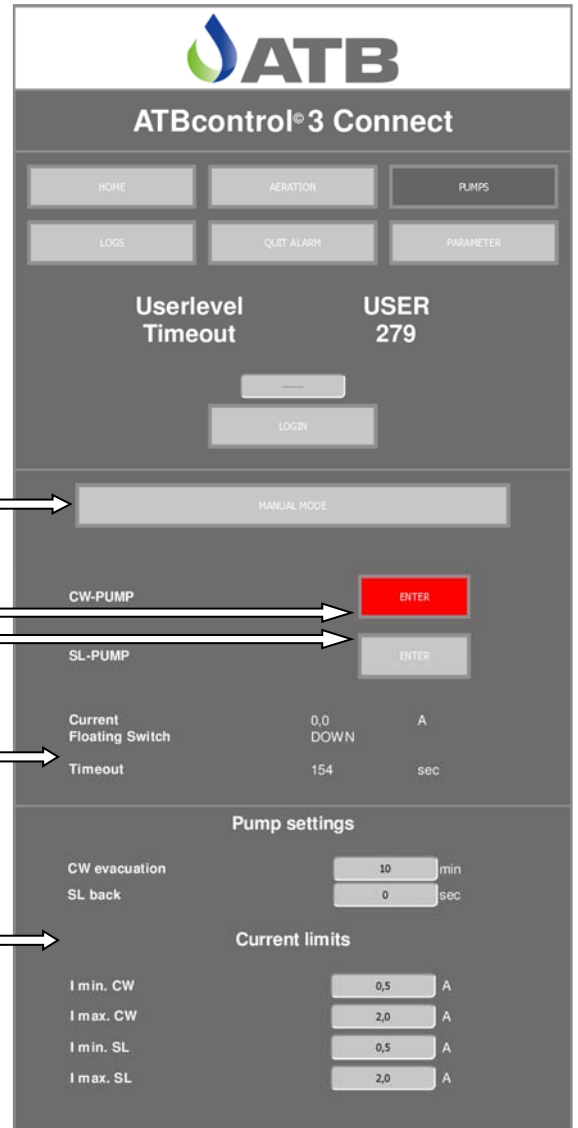 ATB
ATBcontrol© 3 Connect
HOME AERATION PUMPS
LOGS QUIT ALARM PARAMETER
Userlevel USER
Timeout 279
------
LOGIN
MANUAL MODE
CW-PUMP ENTER
SL-PUMP ENTER
Current 0,0 A
Floating Switch DOWN
Timeout 154 sec
Pump settings
CW evacuation 10 min
SL back 0 sec
Current limits
I min. CW 0,5 A
I max. CW 2,0 A
I min. SL 0,5 A
I max. SL 2,0 A